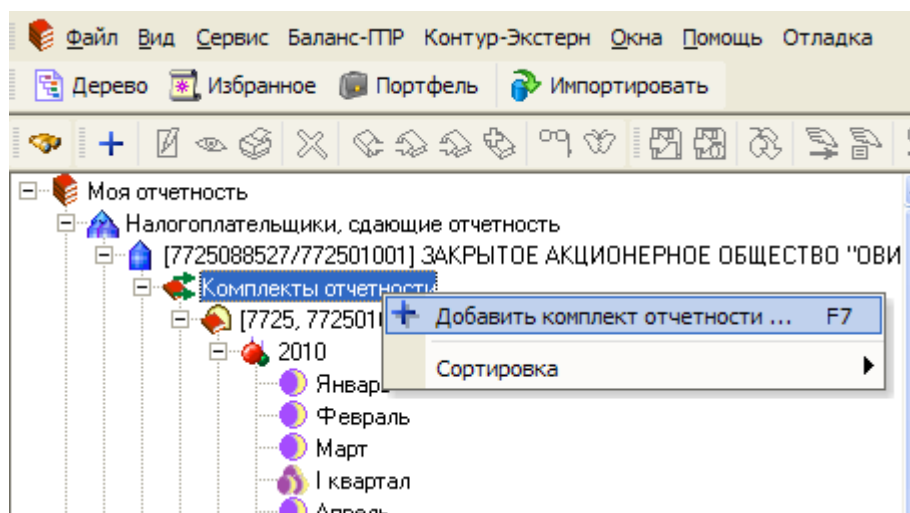 Файл Вид Сервис Баланс-ГПР Контур-Экстерн Окна Помощь Отладка
Дерево Избранное Портфель Импортировать
Моя отчетность
Налогоплательщики, сдающие отчетность
[7725088527/772501001] ЗАКРЫТОЕ АКЦИОНЕРНОЕ ОБЩЕСТВО "ОВИ
Комплекты отчетности
[7725, 772501
Добавить комплект отчетности ... F7
2010
Сортировка
Январь
Февраль
Март
I квартал
Апрель